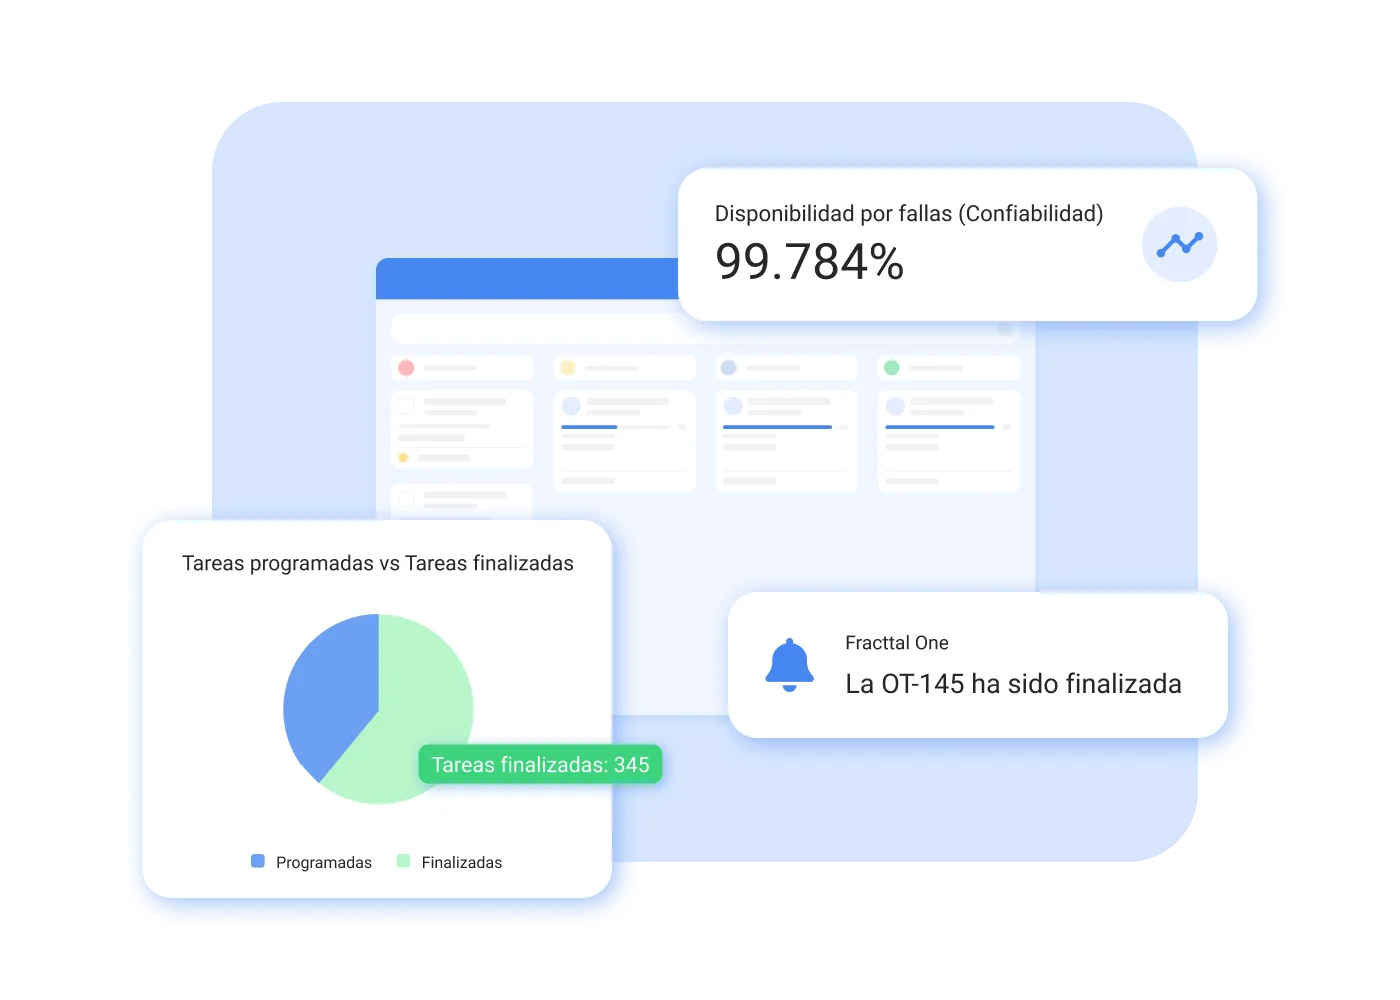 Disponibilidad por fallas (Confiabilidad)
99.784%
Tareas programadas vs Tareas finalizadas
Tareas finalizadas: 345
Programadas
Finalizadas
Fracttal One
La OT-145 ha sido finalizada